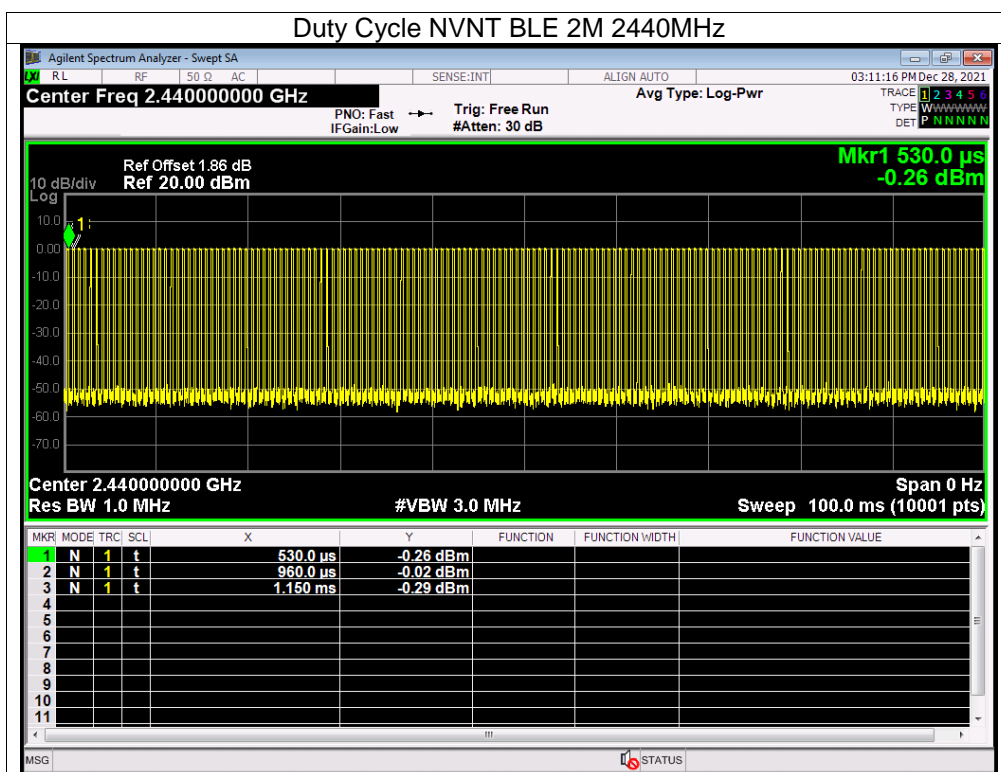 Duty Cycle NVNT BLE 2M 2440MHz
Agilent Spectrum Analyzer - Swept SA
LXI RL RF 50 Ω AC SENSE:INT ALIGN AUTO 03:11:16 PM Dec 28, 2021
Center Freq 2.440000000 GHz Avg Type: Log-Pwr TRACE 1 2 3 4 5 6
PNO: Fast Trig: Free Run TYPE WWWWWWW
IFGain:Low #Atten: 30 dB DET P N N N N N
Mkr1 530.0 µs
-0.26 dBm
Ref Offset 1.86 dB
10 dB/div Ref 20.00 dBm
Log
10.0
1
0.00
-10.0
-20.0
-30.0
-40.0
-50.0
-60.0
-70.0
Center 2.440000000 GHz Span 0 Hz
Res BW 1.0 MHz #VBW 3.0 MHz Sweep 100.0 ms (10001 pts)
MKR MODE TRC SCL X Y FUNCTION FUNCTION WIDTH FUNCTION VALUE
1 N 1 t 530.0 µs -0.26 dBm
2 N 1 t 960.0 µs -0.02 dBm
3 N 1 t 1.150 ms -0.29 dBm
4
5
6
7
8
9
10
11
MSG STATUS